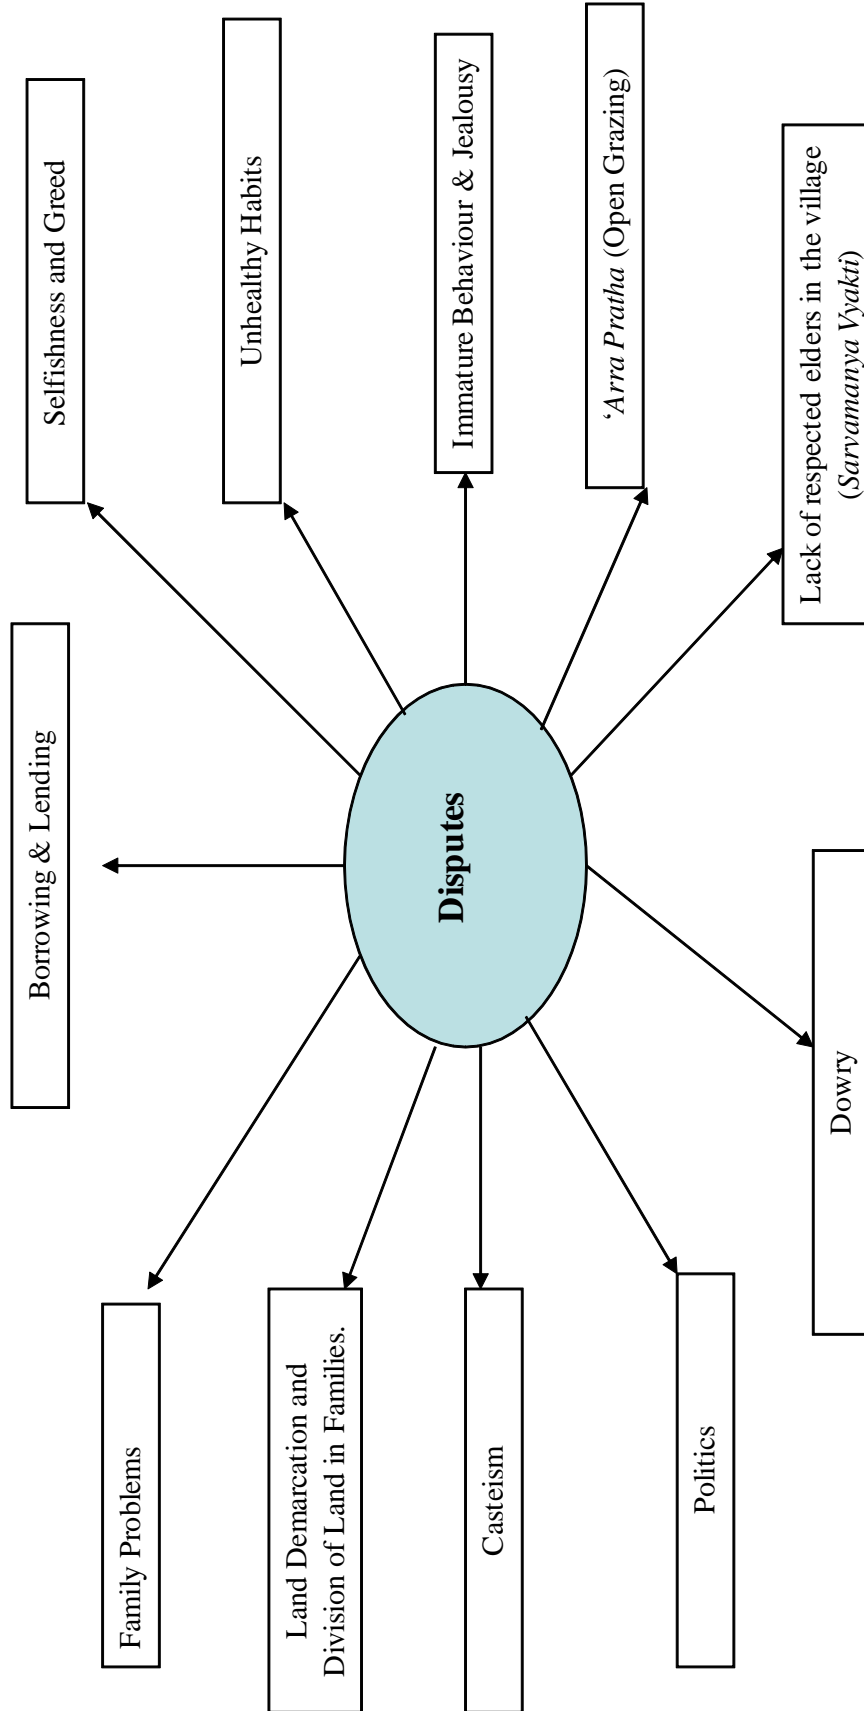 Borrowing & Lending
Selfishness and Greed
Unhealthy Habits
Immature Behaviour & Jealousy
‘Arra Pratha (Open Grazing)
Lack of respected elders in the village
(Sarvamanya Vyakti)
Disputes
Family Problems
Land Demarcation and
Division of Land in Families.
Casteism
Politics
Dowry